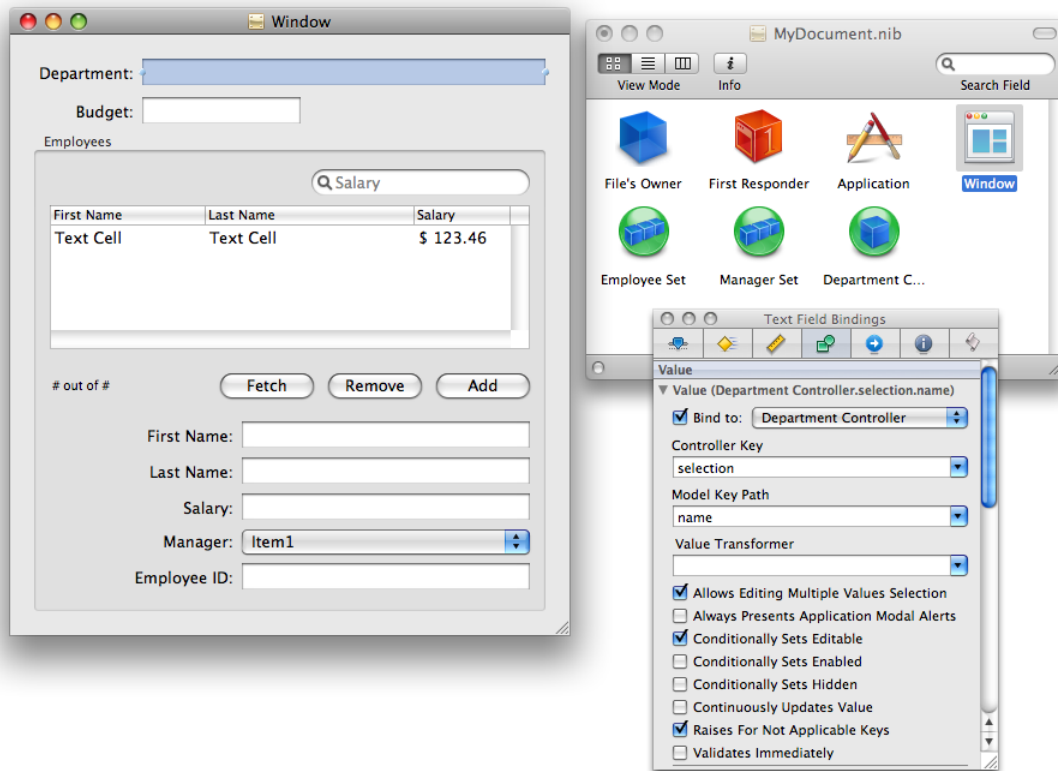 Window
Department:
Budget:
Employees
Salary
First Name Last Name Salary
Text Cell Text Cell $ 123.46
# out of # Fetch Remove Add
First Name:
Last Name:
Salary:
Manager: Item1
Employee ID:
MyDocument.nib
View Mode Info Search Field
File's Owner First Responder Application Window
Employee Set Manager Set Department C...
Text Field Bindings
Value
Value (Department Controller.selection.name)
Bind to: Department Controller
Controller Key
selection
Model Key Path
name
Value Transformer
Allows Editing Multiple Values Selection
Always Presents Application Modal Alerts
Conditionally Sets Editable
Conditionally Sets Enabled
Conditionally Sets Hidden
Continuously Updates Value
Raises For Not Applicable Keys
Validates Immediately